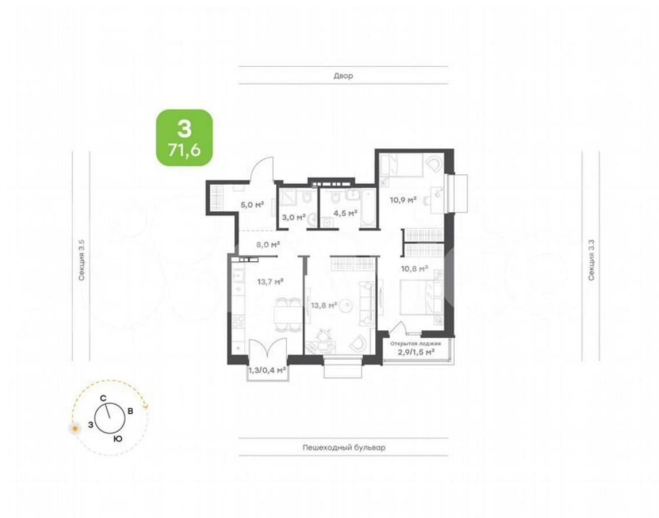 Двор
3
71,6
5,0 м²
3,0 м²
4,5 м²
10,9 м²
8,0 м²
13,7 м²
13,8 м²
10,8 м²
Открытая лоджия
2,9/1,5 м²
1,3/0,4 м²
Секция 3.5
Секция 3.3
С
В
З
Ю
Пешеходный бульвар